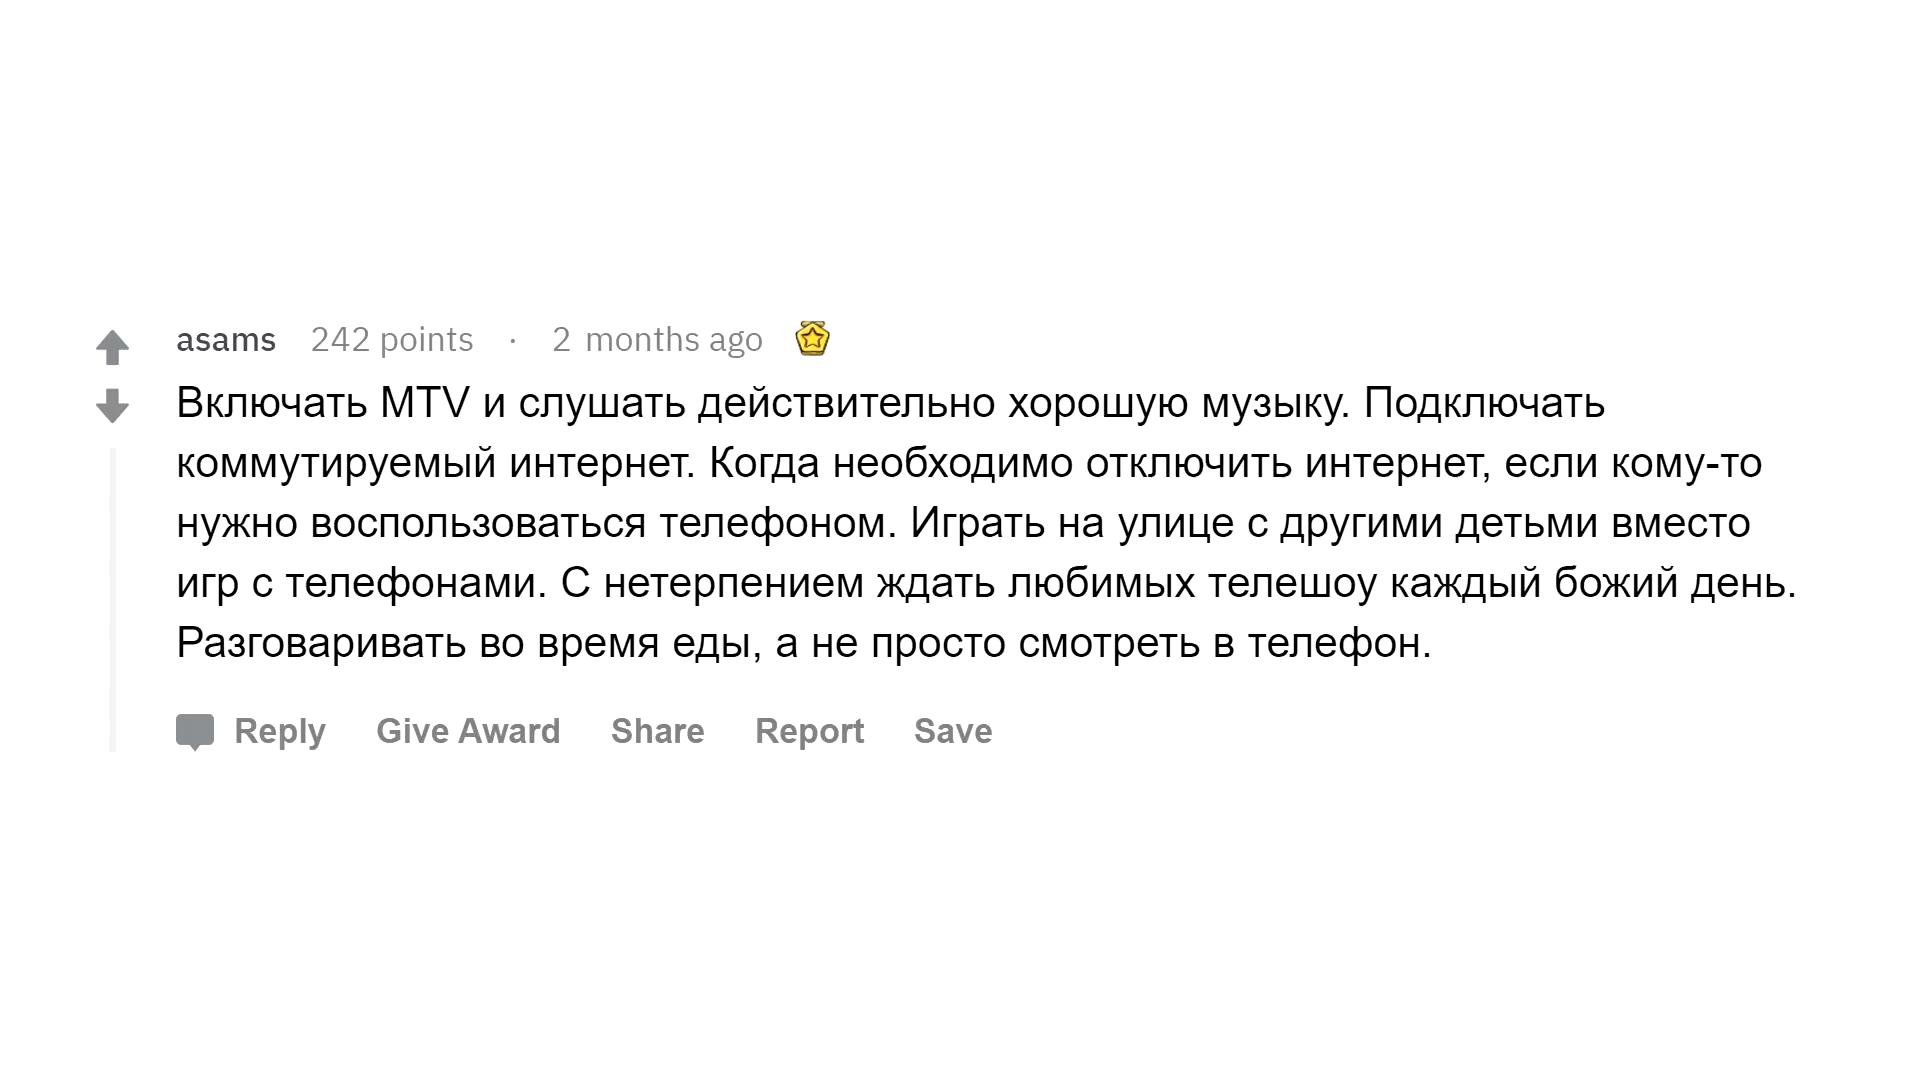 asams 242 points · 2 months ago
Включать MTV и слушать действительно хорошую музыку. Подключать
коммутируемый интернет. Когда необходимо отключить интернет, если кому-то
нужно воспользоваться телефоном. Играть на улице с другими детьми вместо
игр с телефонами. С нетерпением ждать любимых телешоу каждый божий день.
Разговаривать во время еды, а не просто смотреть в телефон.
Reply Give Award Share Report Save